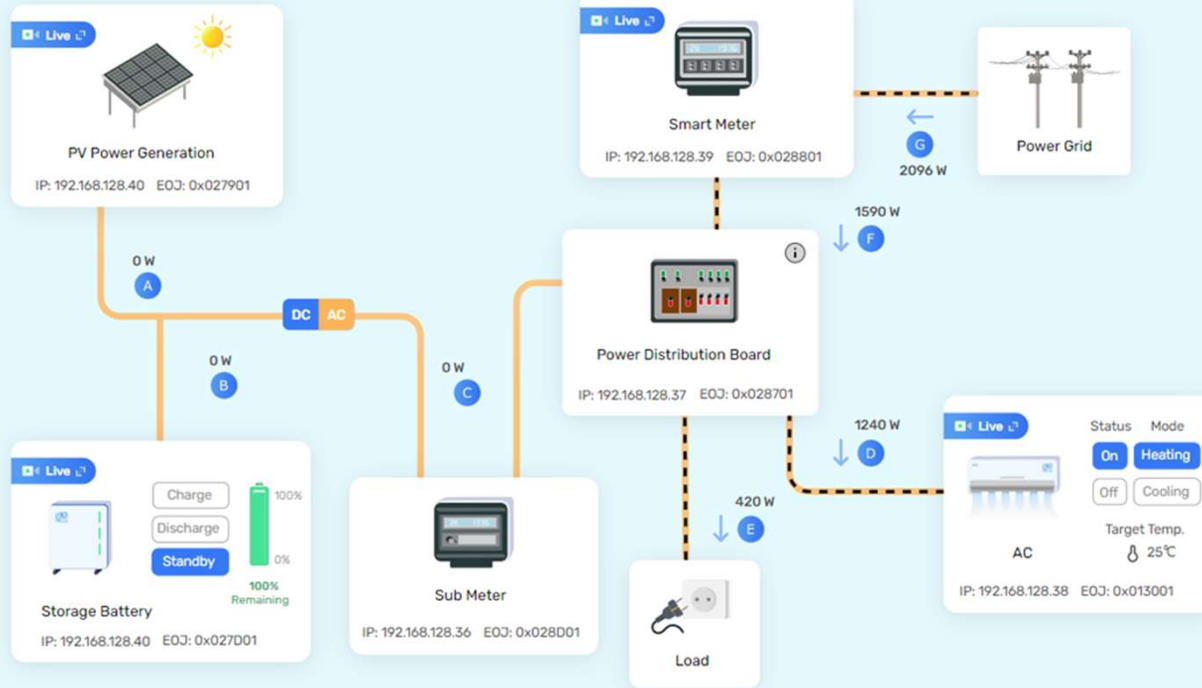 Live
PV Power Generation
IP: 192.168.128.40 EOJ: 0x027901
Live
Smart Meter
IP: 192.168.128.39 EOJ: 0x028801
G
2096 W
Power Grid
1590 W
F
0 W
A
DC AC
0 W
B
0 W
C
Power Distribution Board
IP: 192.168.128.37 EOJ: 0x028701
1240 W
D
420 W
E
Live
Charge
Discharge
Standby
100%
0%
100%
Remaining
Storage Battery
IP: 192.168.128.40 EOJ: 0x027D01
Sub Meter
IP: 192.168.128.36 EOJ: 0x028D01
Load
Live
Status Mode
On Heating
Off Cooling
Target Temp.
25℃
AC
IP: 192.168.128.38 EOJ: 0x013001